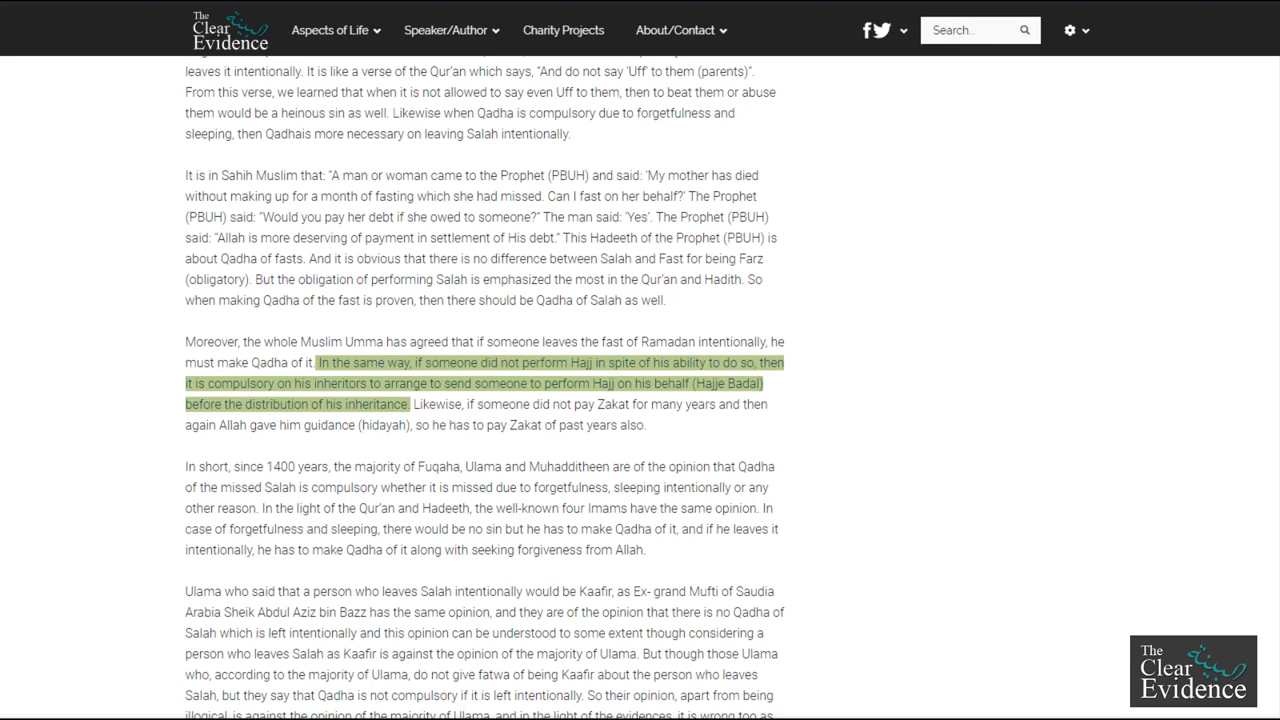 The
Clear
Evidence
البينة
Aspects of Life
Speaker/Author
Charity Projects
About/Contact
Search...
leaves it intentionally. It is like a verse of the Qur’an which says, “And do not say ‘Uff’ to them (parents)”.
From this verse, we learned that when it is not allowed to say even Uff to them, then to beat them or abuse
them would be a heinous sin as well. Likewise when Qadha is compulsory due to forgetfulness and
sleeping, then Qadhais more necessary on leaving Salah intentionally.
It is in Sahih Muslim that: “A man or woman came to the Prophet (PBUH) and said: ‘My mother has died
without making up for a month of fasting which she had missed. Can I fast on her behalf?’ The Prophet
(PBUH) said: “Would you pay her debt if she owed to someone?” The man said: ‘Yes’. The Prophet (PBUH)
said: “Allah is more deserving of payment in settlement of His debt.” This Hadeeth of the Prophet (PBUH) is
about Qadha of fasts. And it is obvious that there is no difference between Salah and Fast for being Farz
(obligatory). But the obligation of performing Salah is emphasized the most in the Qur’an and Hadith. So
when making Qadha of the fast is proven, then there should be Qadha of Salah as well.
Moreover, the whole Muslim Umma has agreed that if someone leaves the fast of Ramadan intentionally, he
must make Qadha of it. In the same way, if someone did not perform Hajj in spite of his ability to do so, then
it is compulsory on his inheritors to arrange to send someone to perform Hajj on his behalf (Hajje Badal)
before the distribution of his inheritance. Likewise, if someone did not pay Zakat for many years and then
again Allah gave him guidance (hidayah), so he has to pay Zakat of past years also.
In short, since 1400 years, the majority of Fuqaha, Ulama and Muhadditheen are of the opinion that Qadha
of the missed Salah is compulsory whether it is missed due to forgetfulness, sleeping intentionally or any
other reason. In the light of the Qur’an and Hadeeth, the well-known four Imams have the same opinion. In
case of forgetfulness and sleeping, there would be no sin but he has to make Qadha of it, and if he leaves it
intentionally, he has to make Qadha of it along with seeking forgiveness from Allah.
Ulama who said that a person who leaves Salah intentionally would be Kaafir, as Ex- grand Mufti of Saudia
Arabia Sheik Abdul Aziz bin Bazz has the same opinion, and they are of the opinion that there is no Qadha of
Salah which is left intentionally and this opinion can be understood to some extent though considering a
person who leaves Salah as Kaafir is against the opinion of the majority of Ulama. But though those Ulama
who, according to the majority of Ulama, do not give fatwa of being Kaafir about the person who leaves
Salah, but they say that Qadha is not compulsory if it is left intentionally. So their opinion, apart from being
illogical, is against the opinion of the majority of Ulama, and in the light of the evidences, it is wrong too as
The
Clear
Evidence
البينة